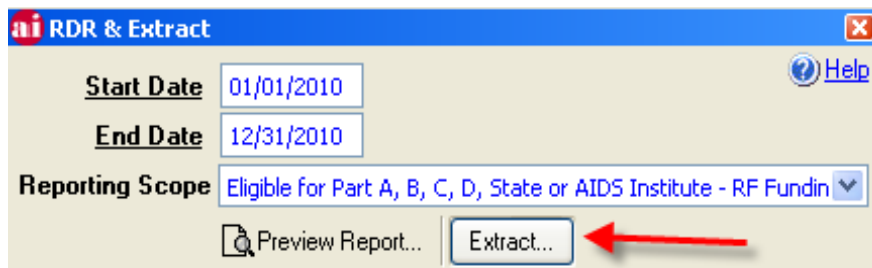 ai RDR & Extract
Help
Start Date 01/01/2010
End Date 12/31/2010
Reporting Scope Eligible for Part A, B, C, D, State or AIDS Institute - RF Fundin
Preview Report... Extract...